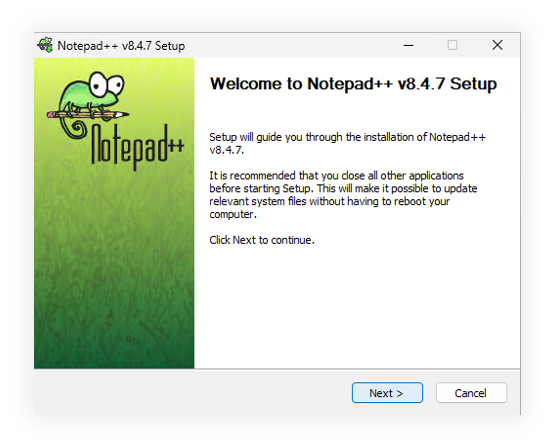 Notepad++ v8.4.7 Setup
Notepad++
Welcome to Notepad++ v8.4.7 Setup
Setup will guide you through the installation of Notepad++
v8.4.7.
It is recommended that you close all other applications
before starting Setup. This will make it possible to update
relevant system files without having to reboot your
computer.
Click Next to continue.
Next >
Cancel